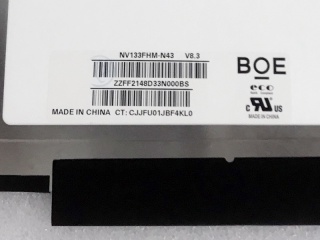 NV133FHM-N43 V8.3
ZZFF2148D33N000BS
MADE IN CHINA CT: CJJFU01JBF4KL0
BOE
eco
c US
MADE IN CHINA